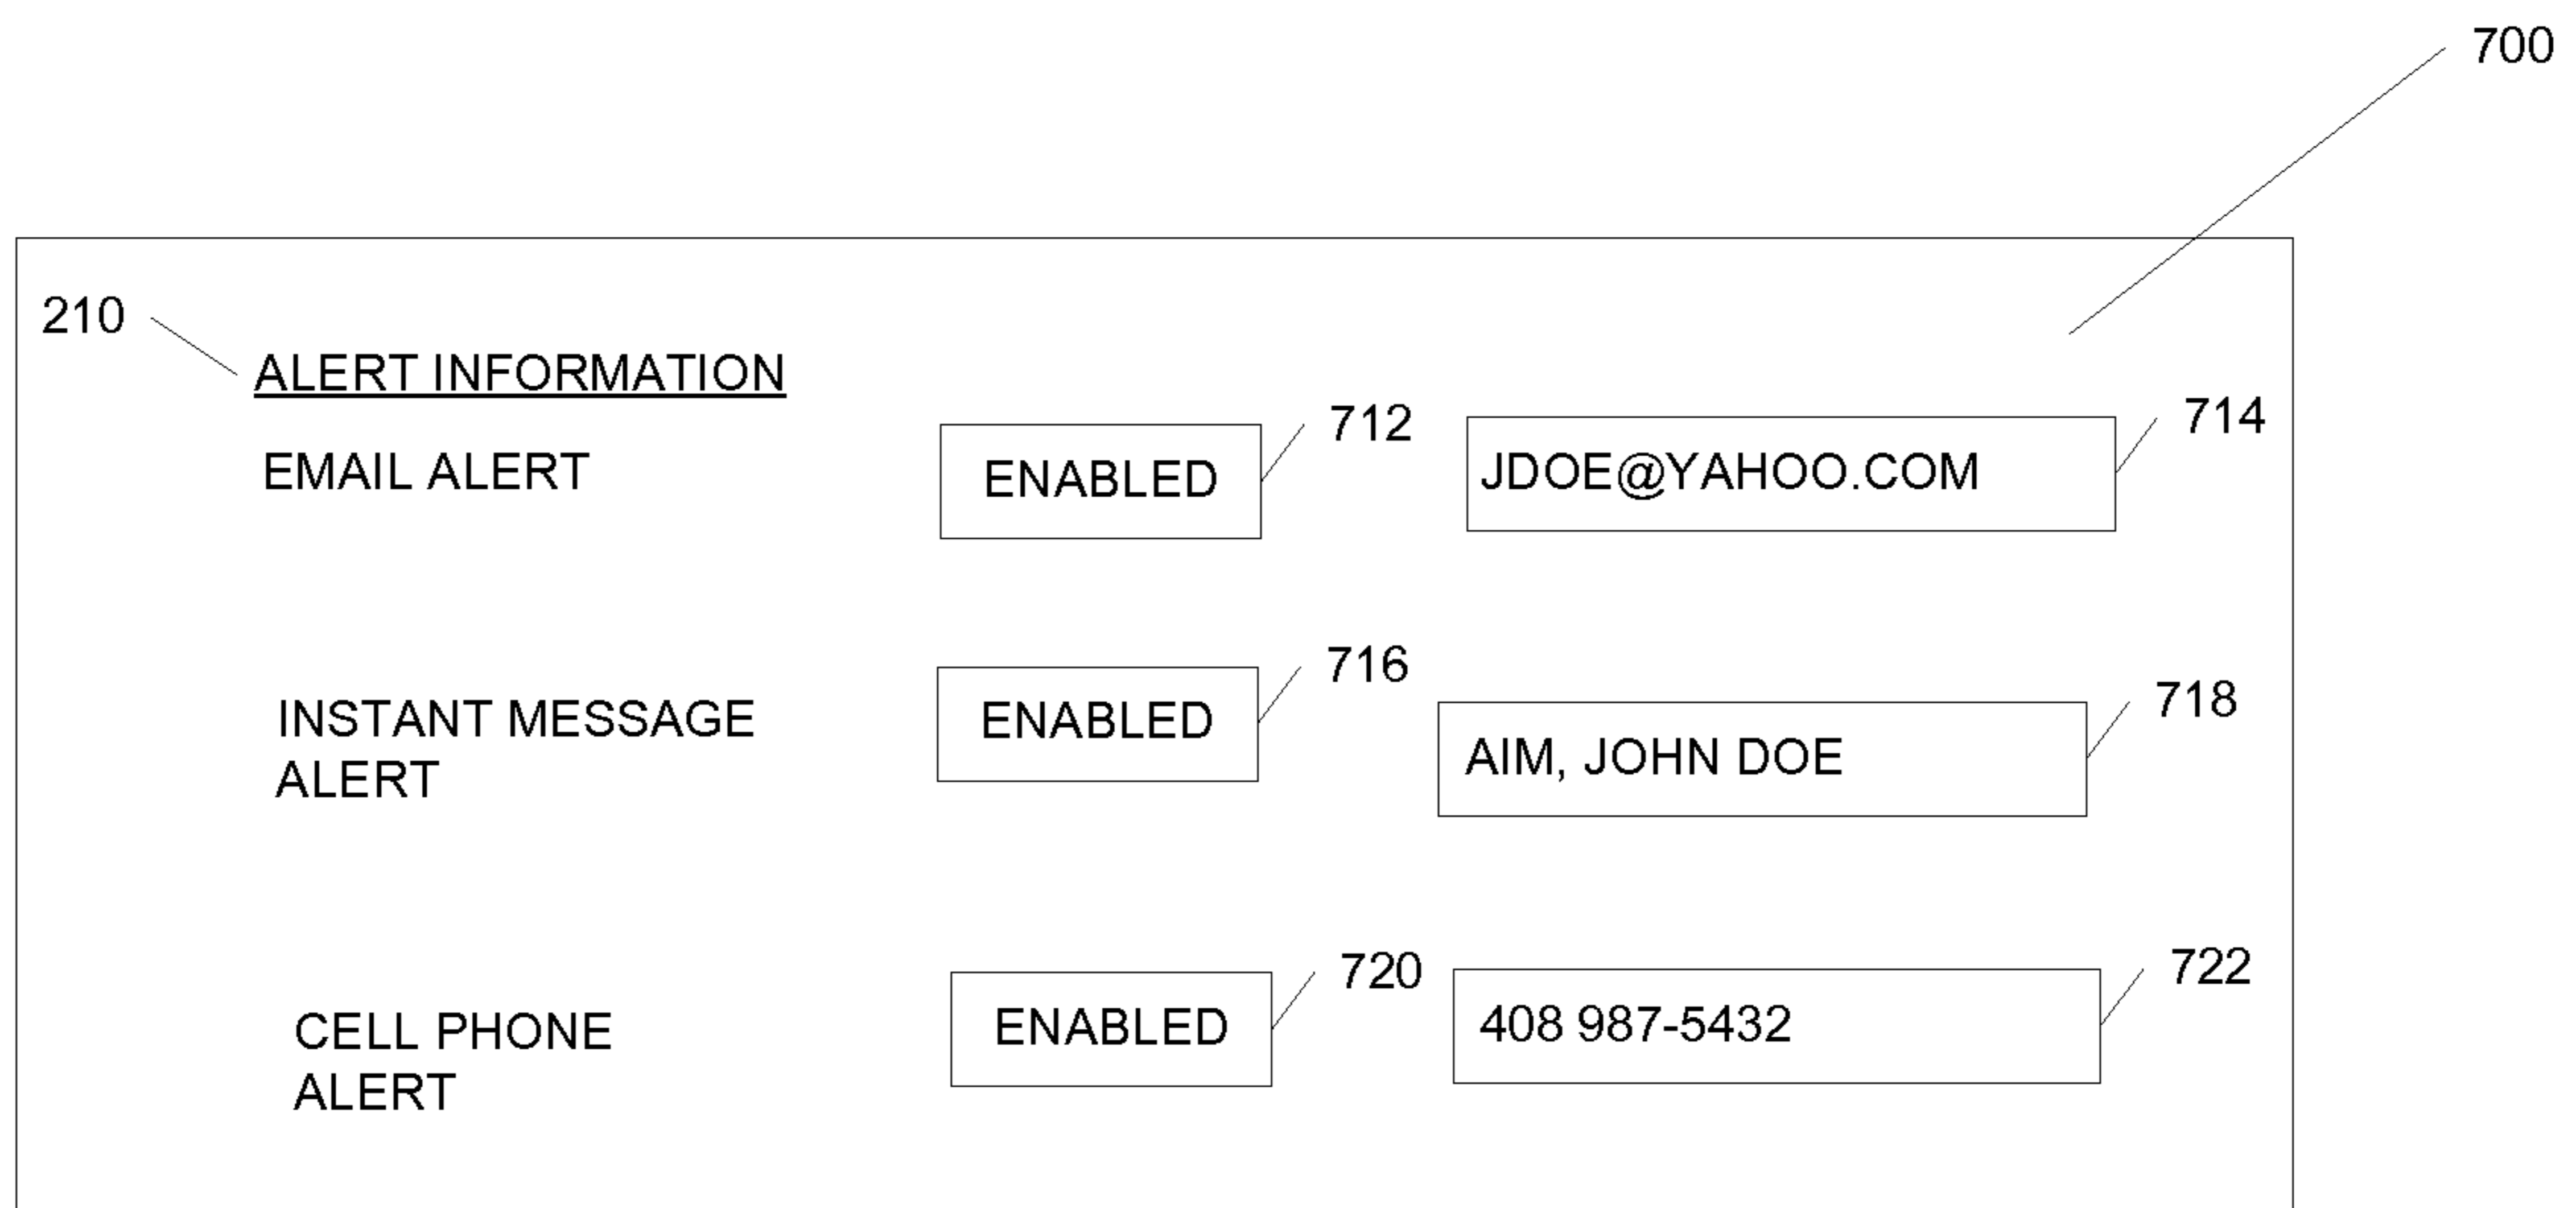 700
210
ALERT INFORMATION
EMAIL ALERT
ENABLED
712
JDOE@YAHOO.COM
714
INSTANT MESSAGE
ALERT
ENABLED
716
AIM, JOHN DOE
718
CELL PHONE
ALERT
ENABLED
720
408 987-5432
722